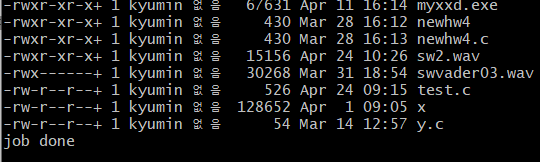 -rwxr-xr-x+ 1 kyumin 없음 67631 Apr 11 16:14 myxxd.exe
-rwxr-xr-x+ 1 kyumin 없음 430 Mar 28 16:12 newhw4
-rwxr-xr-x+ 1 kyumin 없음 430 Mar 28 16:13 newhw4.c
-rwxr-xr-x+ 1 kyumin 없음 15156 Apr 24 10:26 sw2.wav
-rwx------+ 1 kyumin 없음 30268 Mar 31 18:54 swvader03.wav
-rw-r--r--+ 1 kyumin 없음 526 Apr 24 09:15 test.c
-rw-r--r--+ 1 kyumin 없음 128652 Apr 1 09:05 x
-rw-r--r--+ 1 kyumin 없음 54 Mar 14 12:57 y.c
job done